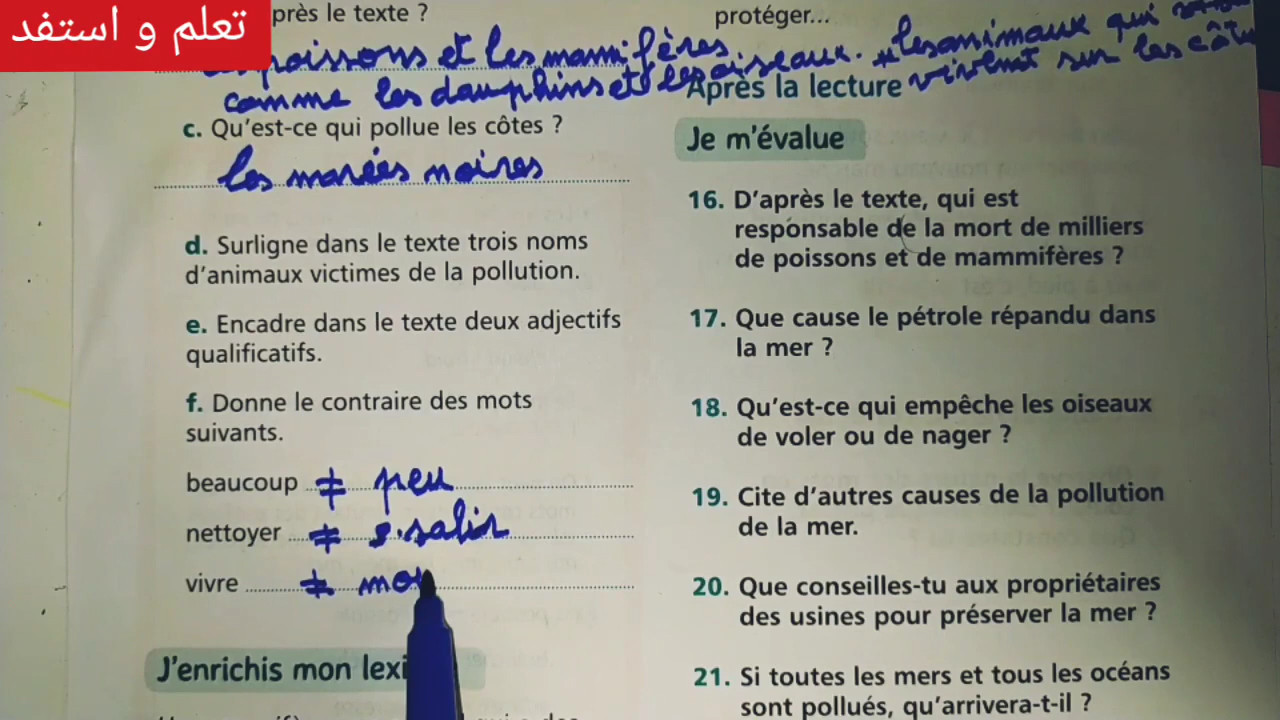 تعلم و استفد
près le texte ?
poissons et les mammifères
comme les dauphins et les oiseaux.
c. Qu'est-ce qui pollue les côtes ?
les marées noires
d. Surligne dans le texte trois noms
d'animaux victimes de la pollution.
e. Encadre dans le texte deux adjectifs
qualificatifs.
f. Donne le contraire des mots
suivants.
beaucoup ≠ peu
nettoyer ≠ salir
vivre ≠ mou
J'enrichis mon lexi
protéger...
* les animaux qui
vivent sur les
Après la lecture
Je m'évalue
16. D'après le texte, qui est
responsable de la mort de milliers
de poissons et de mammifères ?
17. Que cause le pétrole répandu dans
la mer ?
18. Qu'est-ce qui empêche les oiseaux
de voler ou de nager ?
19. Cite d'autres causes de la pollution
de la mer.
20. Que conseilles-tu aux propriétaires
des usines pour préserver la mer ?
21. Si toutes les mers et tous les océans
sont pollués, qu'arrivera-t-il ?